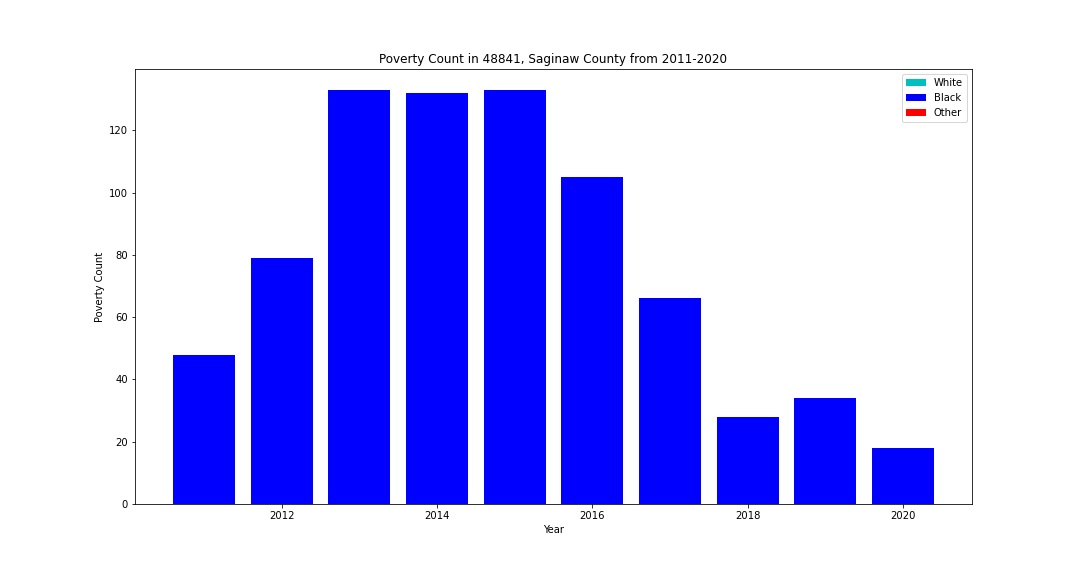 Poverty Count in 48841, Saginaw County from 2011-2020
White
Black
Other
Poverty Count
120
100
80
60
40
20
0
2012 2014 2016 2018 2020
Year